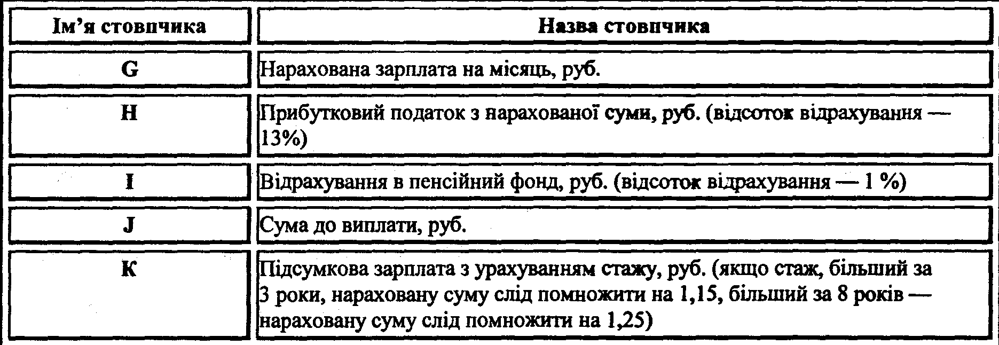 Ім’я стовпчика
Назва стовпчика
G
Нарахована зарплата на місяць, руб.
H
Прибутковий податок з нарахованої суми, руб. (відсоток відрахування —
13%)
I
Відрахування в пенсійний фонд, руб. (відсоток відрахування — 1 %)
J
Сума до виплати, руб.
K
Підсумкова зарплата з урахуванням стажу, руб. (якщо стаж, більший за
3 роки, нараховану суму слід помножити на 1,15, більший за 8 років —
нараховану суму слід помножити на 1,25)